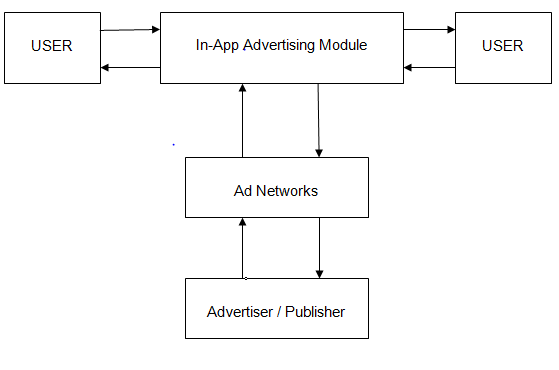 USER
In-App Advertising Module
USER
Ad Networks
Advertiser / Publisher